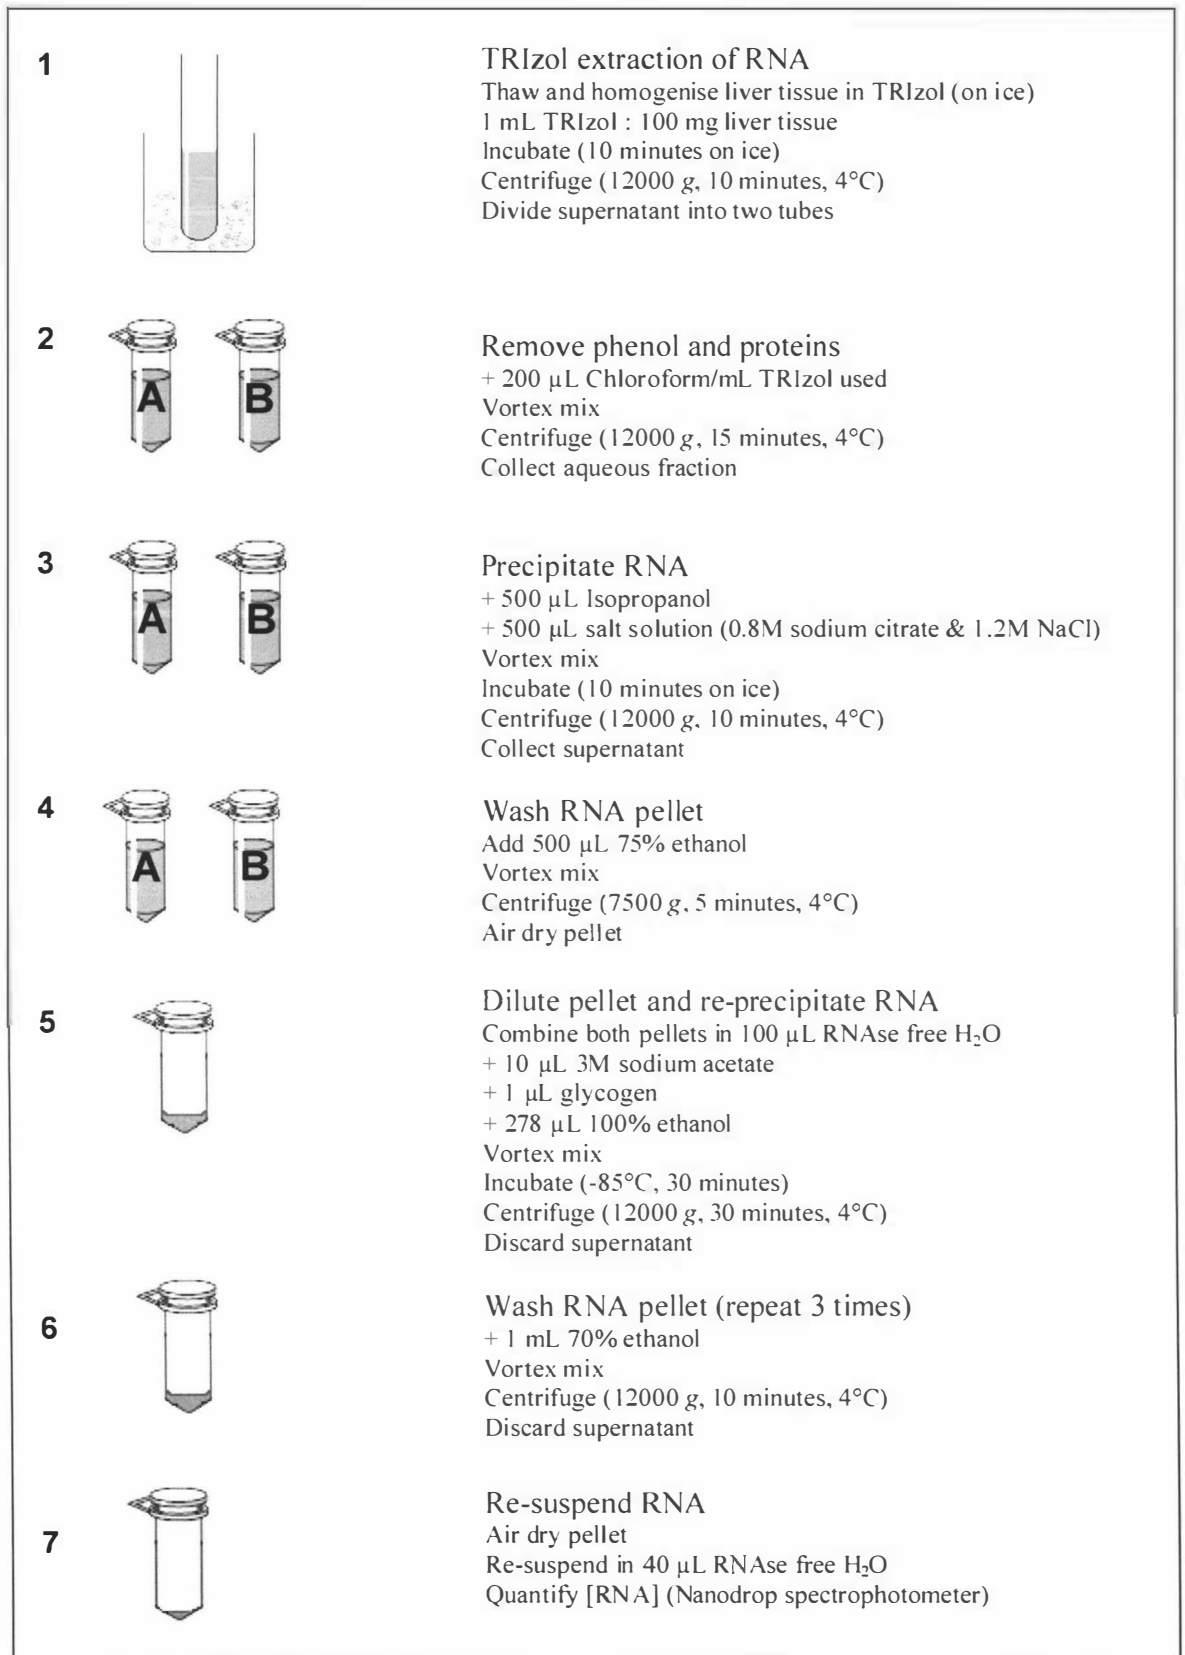 1
TRIzol extraction of RNA
Thaw and homogenise liver tissue in TRIzol (on ice)
1 mL TRIzol : 100 mg liver tissue
Incubate (10 minutes on ice)
Centrifuge (12000 g, 10 minutes, 4°C)
Divide supernatant into two tubes
2
A B
Remove phenol and proteins
+ 200 µL Chloroform/mL TRIzol used
Vortex mix
Centrifuge (12000 g, 15 minutes, 4°C)
Collect aqueous fraction
3
A B
Precipitate RNA
+ 500 µL Isopropanol
+ 500 µL salt solution (0.8M sodium citrate & 1.2M NaCl)
Vortex mix
Incubate (10 minutes on ice)
Centrifuge (12000 g, 10 minutes, 4°C)
Collect supernatant
4
A B
Wash RNA pellet
Add 500 µL 75% ethanol
Vortex mix
Centrifuge (7500 g, 5 minutes, 4°C)
Air dry pellet
5
Dilute pellet and re-precipitate RNA
Combine both pellets in 100 µL RNAse free H₂O
+ 10 µL 3M sodium acetate
+ 1 µL glycogen
+ 278 µL 100% ethanol
Vortex mix
Incubate (-85°C, 30 minutes)
Centrifuge (12000 g, 30 minutes, 4°C)
Discard supernatant
6
Wash RNA pellet (repeat 3 times)
+ 1 mL 70% ethanol
Vortex mix
Centrifuge (12000 g, 10 minutes, 4°C)
Discard supernatant
7
Re-suspend RNA
Air dry pellet
Re-suspend in 40 µL RNAse free H₂O
Quantify [RNA] (Nanodrop spectrophotometer)